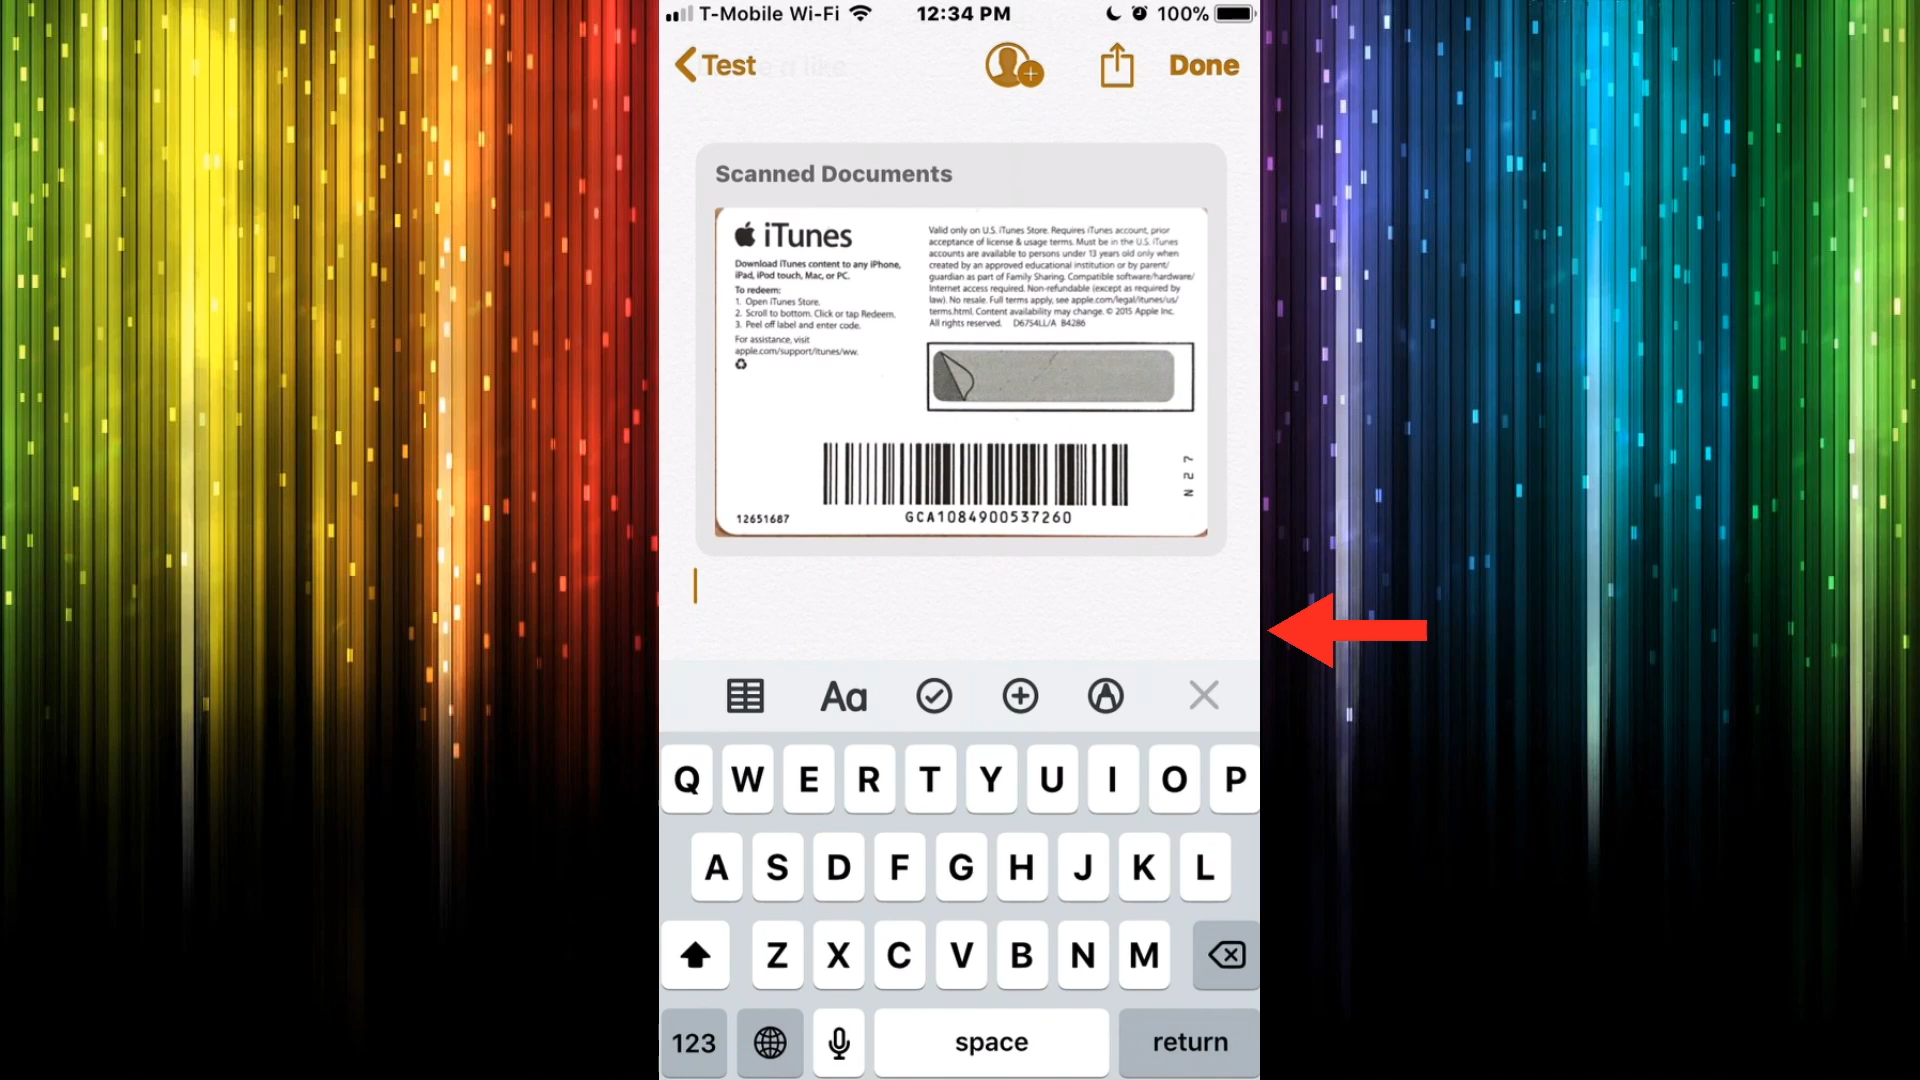 T-Mobile Wi-Fi 12:34 PM 100%
Test Done
Scanned Documents
iTunes
Download iTunes content to any iPhone,
iPad, iPod touch, Mac, or PC.
To redeem:
1. Open iTunes Store.
2. Scroll to bottom. Click or tap Redeem.
3. Peel off label and enter code.
For assistance, visit
apple.com/support/itunes/ww.
Valid only on U.S. iTunes Store. Requires iTunes account, prior
acceptance of license & usage terms. Must be in the U.S. iTunes
accounts are available to persons under 13 years old only when
created by an approved educational institution or by parent/
guardian as part of Family Sharing. Compatible software/hardware/
Internet access required. Non-refundable (except as required by
law). No resale. Full terms apply, see apple.com/legal/itunes/us/
terms.html. Content availability may change. © 2015 Apple Inc.
All rights reserved. D6754LL/A B4286
N27
12651687
GCA1084900537260
Aa
Q W E R T Y U I O P
A S D F G H J K L
Z X C V B N M
123 space return